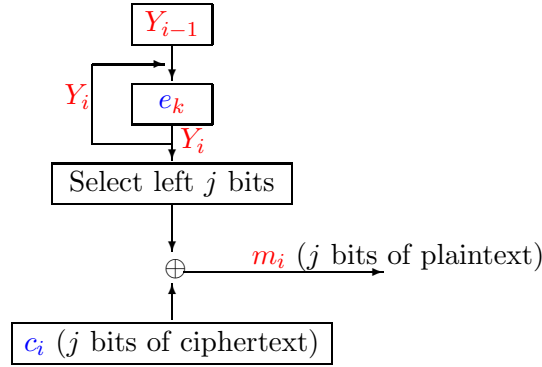 Y_{i−1}
Y_i
e_k
Y_i
Select left j bits
⊕
m_i (j bits of plaintext)
c_i (j bits of ciphertext)